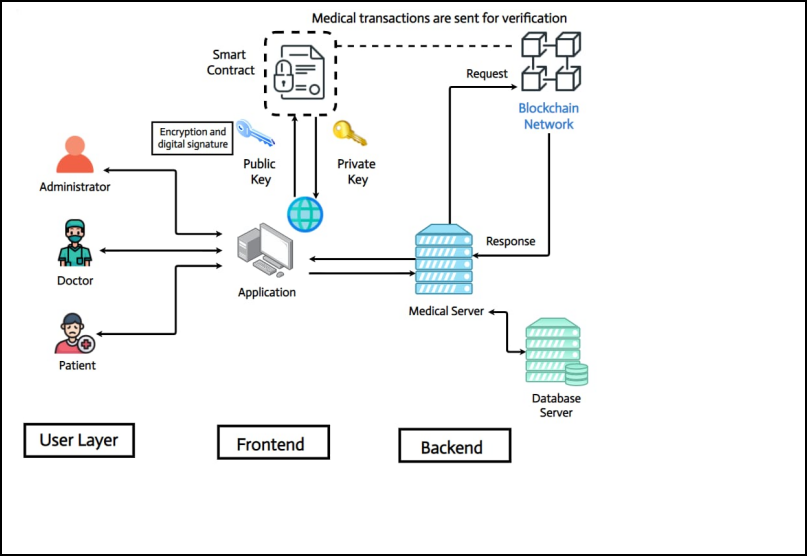 Medical transactions are sent for verification
Smart
Contract
Request
Blockchain
Network
Encryption and
digital signature
Public
Key
Private
Key
Administrator
Doctor
Patient
Application
Response
Medical Server
Database
Server
User Layer
Frontend
Backend